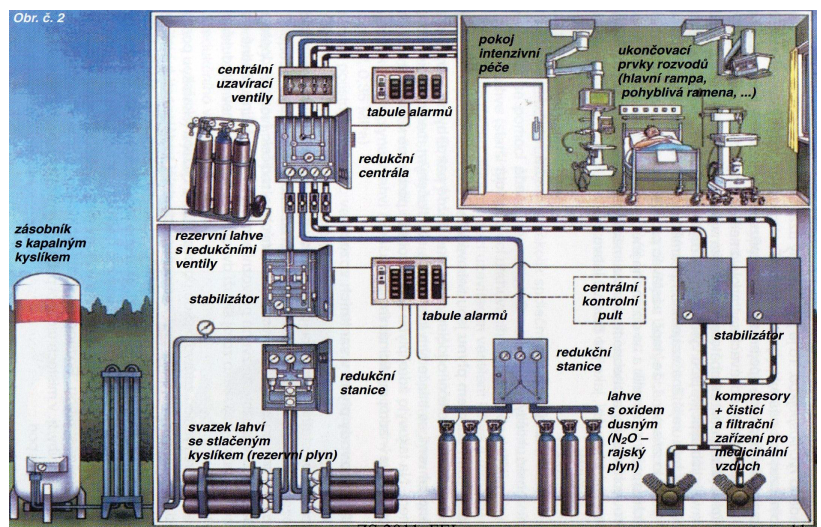 Obr. č. 2
centrální
uzavírací
ventily
tabule alarmů
redukční
centrála
pokoj
intenzivní
péče
ukončovací
prvky rozvodů
(hlavní rampa,
pohyblivá ramena, ...)
zásobník
s kapalným
kyslíkem
rezervní lahve
s redukčními
ventily
stabilizátor
tabule alarmů
centrální
kontrolní
pult
stabilizátor
redukční
stanice
redukční
stanice
svazek lahví
se stlačeným
kyslíkem (rezervní plyn)
lahve
s oxidem
dusným
(N2O –
rajský
plyn)
kompresory
+ čisticí
a filtrační
zařízení pro
medicinální
vzduch